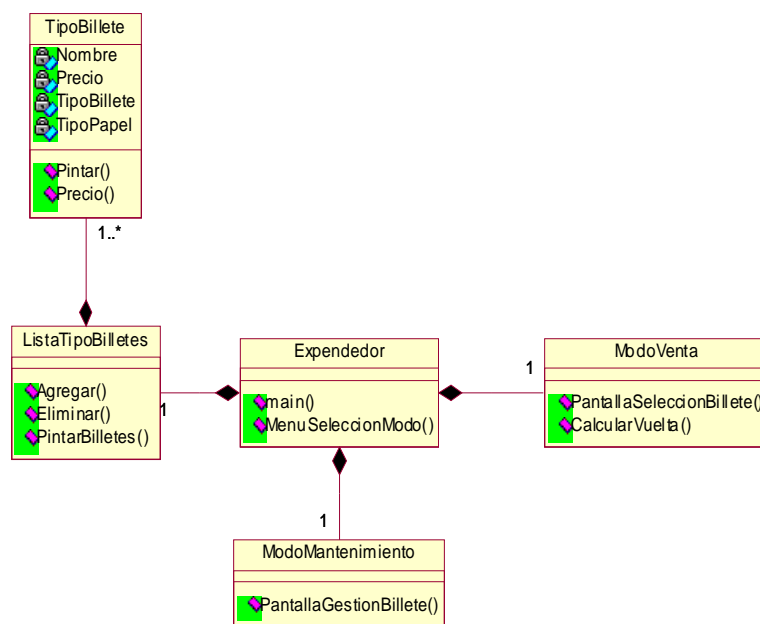 TipoBillete
Nombre
Precio
TipoBillete
TipoPapel
Pintar()
Precio()
1..*
ListaTipoBilletes
Agregar()
Eliminar()
PintarBilletes()
1
Expendedor
main()
MenuSeleccionModo()
1
ModoVenta
PantallaSeleccionBillete()
CalcularVuelta()
1
ModoMantenimiento
PantallaGestionBillete()